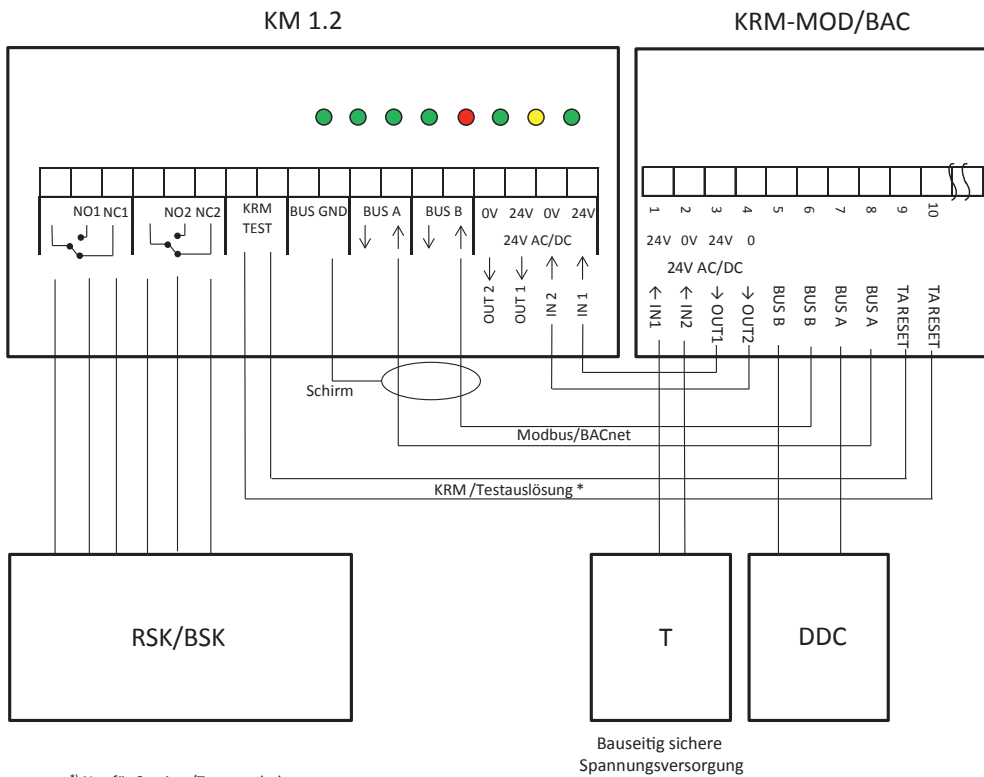 KM 1.2
KRM-MOD/BAC
NO1 NC1
NO2 NC2
KRM
TEST
BUS GND
BUS A
BUS B
0V 24V 0V 24V
24V AC/DC
OUT 2
OUT 1
IN 2
IN 1
1 2 3 4 5 6 7 8 9 10
24V 0V 24V 0
24V AC/DC
IN1
IN2
OUT1
OUT2
BUS B
BUS B
BUS A
BUS A
TA RESET
TA RESET
Schirm
Modbus/BACnet
KRM /Testauslösung *
RSK/BSK
T
DDC
Bauseitig sichere
Spannungsversorgung